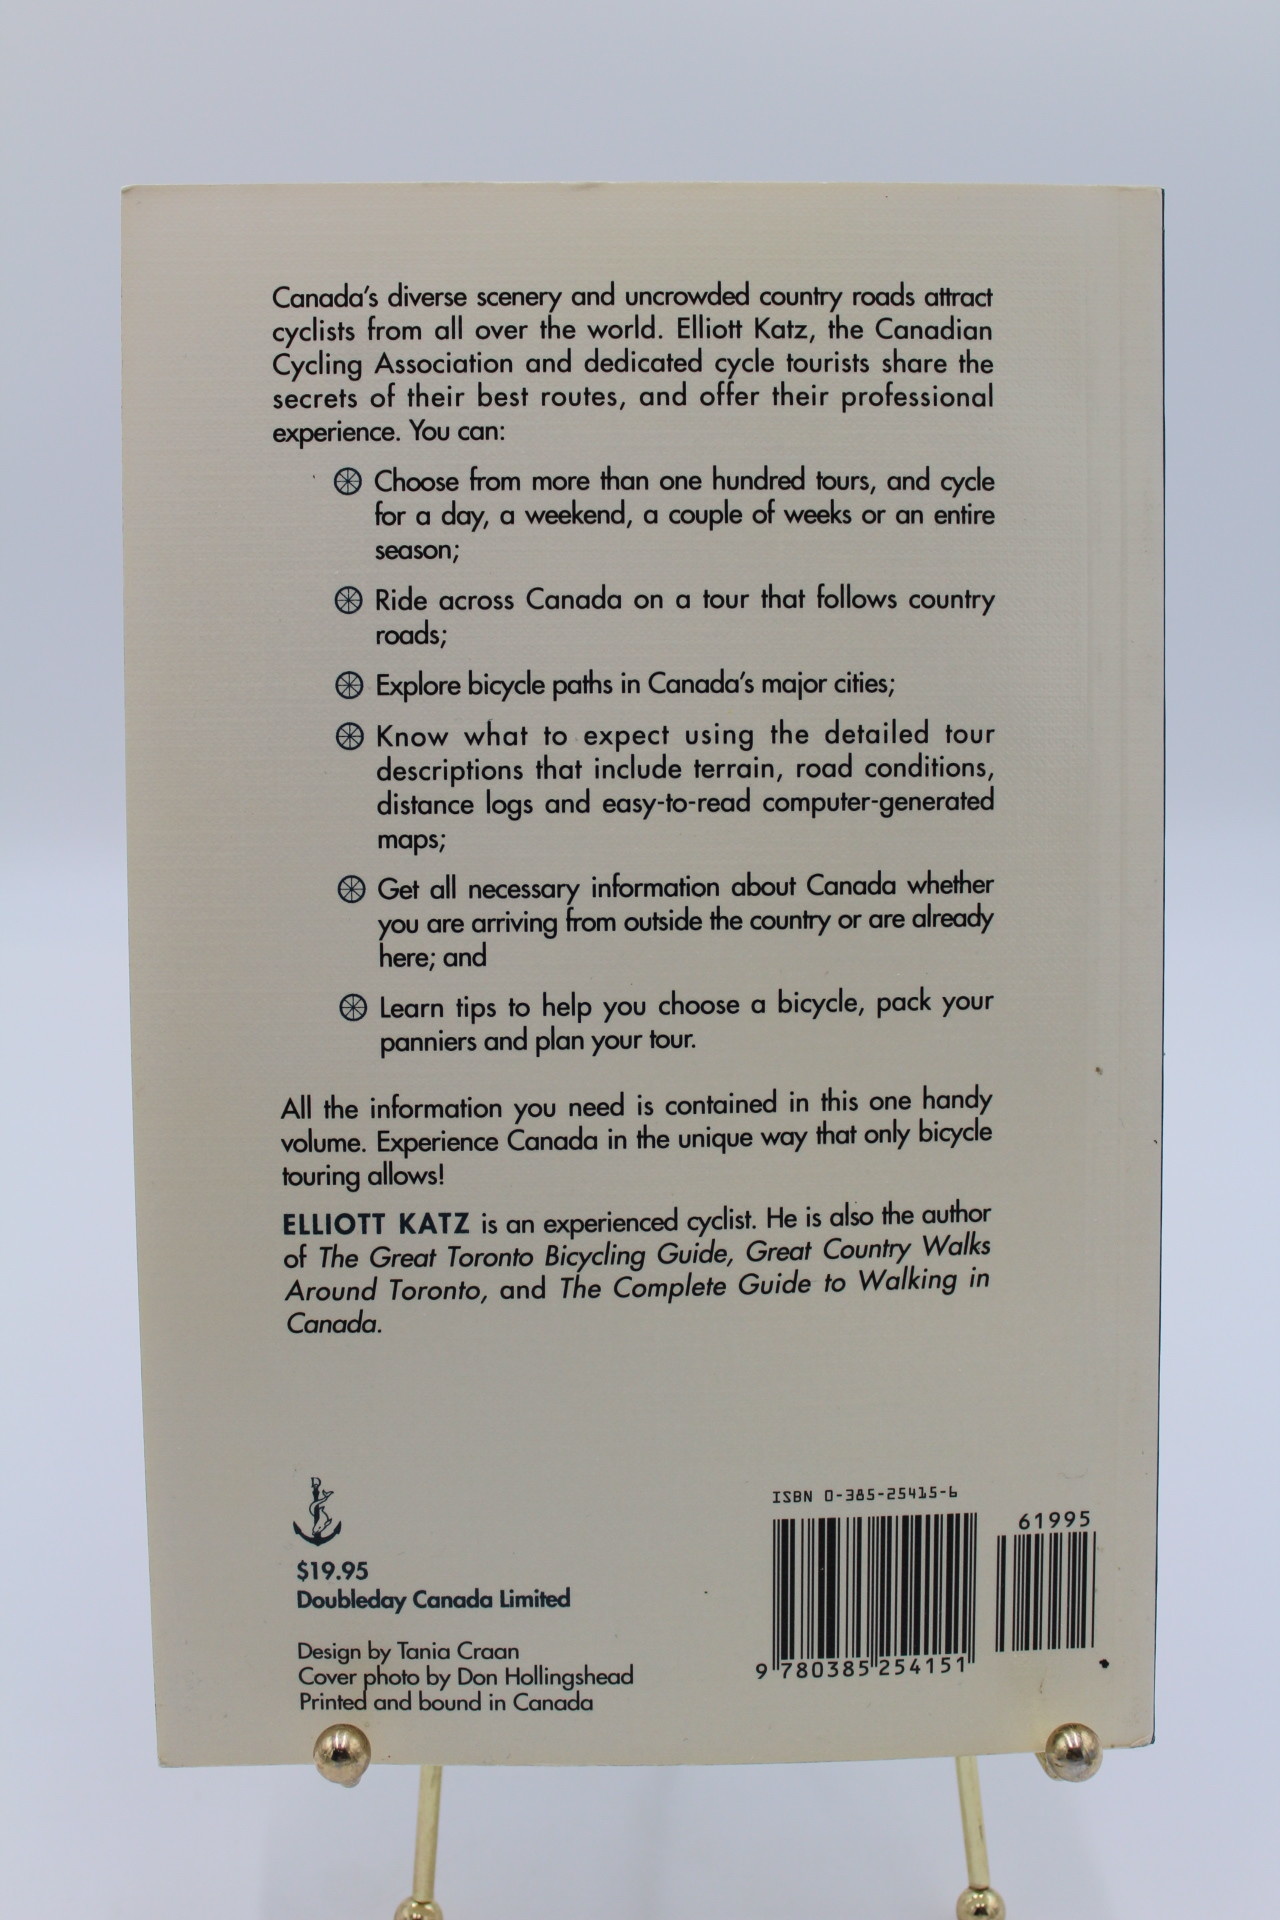 Canada's diverse scenery and uncrowded country roads attract
cyclists from all over the world. Elliott Katz, the Canadian
Cycling Association and dedicated cycle tourists share the
secrets of their best routes, and offer their professional
experience. You can:
Choose from more than one hundred tours, and cycle
for a day, a weekend, a couple of weeks or an entire
season;
Ride across Canada on a tour that follows country
roads;
Explore bicycle paths in Canada's major cities;
Know what to expect using the detailed tour
descriptions that include terrain, road conditions,
distance logs and easy-to-read computer-generated
maps;
Get all necessary information about Canada whether
you are arriving from outside the country or are already
here; and
Learn tips to help you choose a bicycle, pack your
panniers and plan your tour.
All the information you need is contained in this one handy
volume. Experience Canada in the unique way that only bicycle
touring allows!
ELLIOTT KATZ is an experienced cyclist. He is also the author
of The Great Toronto Bicycling Guide, Great Country Walks
Around Toronto, and The Complete Guide to Walking in
Canada.
D
$19.95
Doubleday Canada Limited
Design by Tania Craan
Cover photo by Don Hollingshead
Printed and bound in Canada
ISBN 0-385-25415-6
61995
9 780385 254151